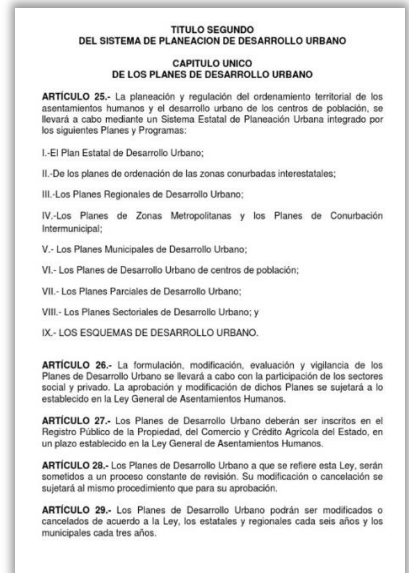 TITULO SEGUNDO
DEL SISTEMA DE PLANEACION DE DESARROLLO URBANO
CAPITULO UNICO
DE LOS PLANES DE DESARROLLO URBANO
ARTÍCULO 25.- La planeación y regulación del ordenamiento territorial de los
asentamientos humanos y el desarrollo urbano de los centros de población, se
llevará a cabo mediante un Sistema Estatal de Planeación Urbana integrado por
los siguientes Planes y Programas:
I.-El Plan Estatal de Desarrollo Urbano;
II.-De los planes de ordenación de las zonas conurbadas interestatales;
III.-Los Planes Regionales de Desarrollo Urbano;
IV.-Los Planes de Zonas Metropolitanas y los Planes de Conurbación
Intermunicipal;
V.- Los Planes Municipales de Desarrollo Urbano;
VI.- Los Planes de Desarrollo Urbano de centros de población;
VII.- Los Planes Parciales de Desarrollo Urbano;
VIII.- Los Planes Sectoriales de Desarrollo Urbano; y
IX.- LOS ESQUEMAS DE DESARROLLO URBANO.
ARTÍCULO 26.- La formulación, modificación, evaluación y vigilancia de los
Planes de Desarrollo Urbano se llevará a cabo con la participación de los sectores
social y privado. La aprobación y modificación de dichos Planes se sujetará a lo
establecido en la Ley General de Asentamientos Humanos.
ARTÍCULO 27.- Los Planes de Desarrollo Urbano deberán ser inscritos en el
Registro Público de la Propiedad, del Comercio y Crédito Agrícola del Estado, en
un plazo establecido en la Ley General de Asentamientos Humanos.
ARTÍCULO 28.- Los Planes de Desarrollo Urbano a que se refiere esta Ley, serán
sometidos a un proceso constante de revisión. Su modificación o cancelación se
sujetará al mismo procedimiento que para su aprobación.
ARTÍCULO 29.- Los Planes de Desarrollo Urbano podrán ser modificados o
cancelados de acuerdo a la Ley, los estatales y regionales cada seis años y los
municipales cada tres años.